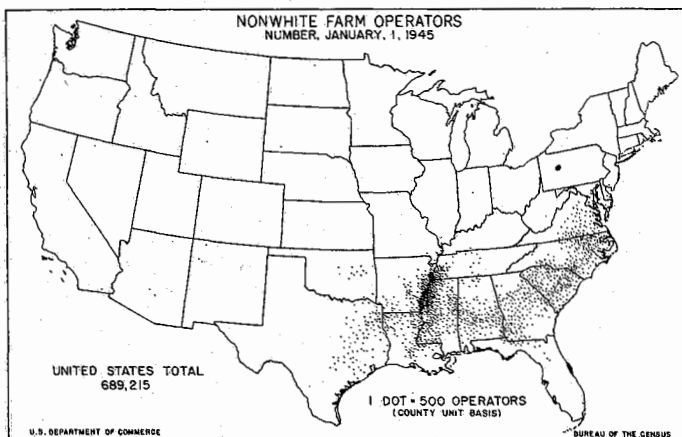 NONWHITE FARM OPERATORS
NUMBER, JANUARY, 1, 1945
UNITED STATES TOTAL
689,215
1 DOT - 500 OPERATORS
(COUNTY UNIT BASIS)
U.S. DEPARTMENT OF COMMERCE
BUREAU OF THE CENSUS